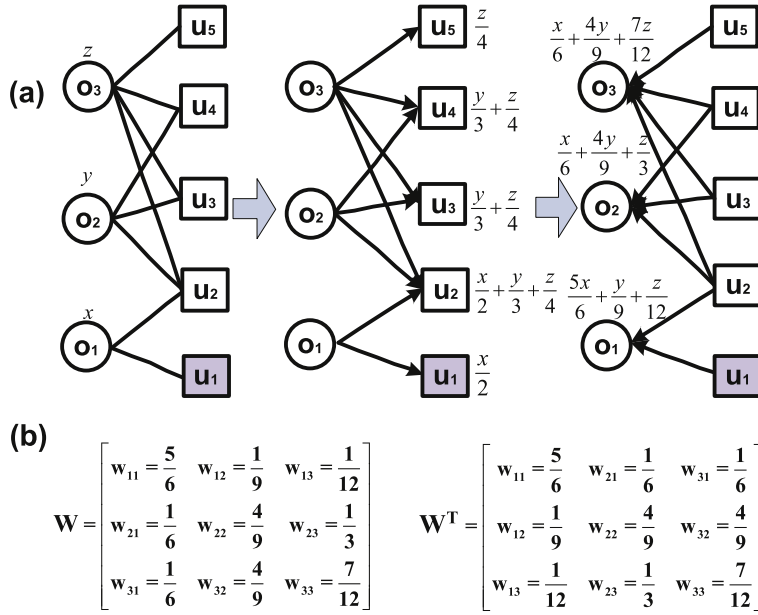 (a)
z
o₃
y
o₂
x
o₁
u₅
u₄
u₃
u₂
u₁
o₃
o₂
o₁
u₅ z/4
u₄ y/3 + z/4
u₃ y/3 + z/4
u₂ x/2 + y/3 + z/4
u₁ x/2
x/6 + 4y/9 + 7z/12
o₃
x/6 + 4y/9 + z/3
o₂
5x/6 + y/9 + z/12
o₁
u₅
u₄
u₃
u₂
u₁
(b)
W =
w₁₁ = 5/6 w₁₂ = 1/9 w₁₃ = 1/12
w₂₁ = 1/6 w₂₂ = 4/9 w₂₃ = 1/3
w₃₁ = 1/6 w₃₂ = 4/9 w₃₃ = 7/12
Wᵀ =
w₁₁ = 5/6 w₂₁ = 1/6 w₃₁ = 1/6
w₁₂ = 1/9 w₂₂ = 4/9 w₃₂ = 4/9
w₁₃ = 1/12 w₂₃ = 1/3 w₃₃ = 7/12